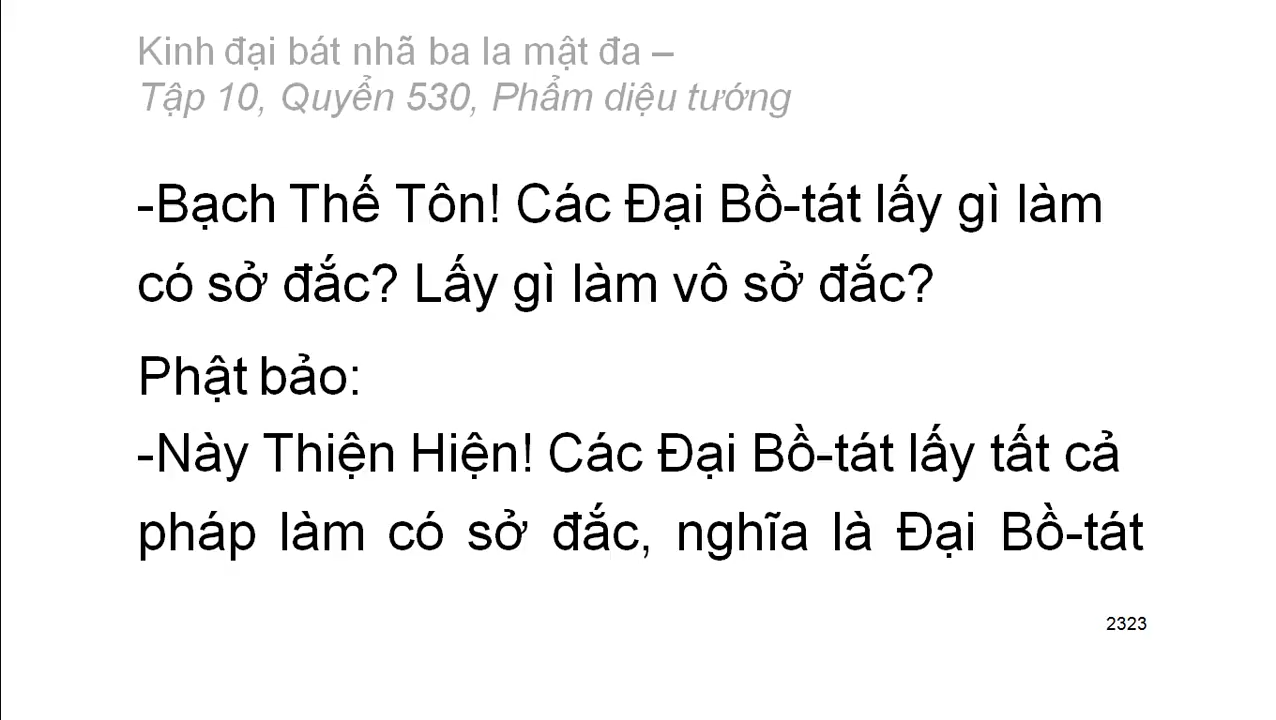 Kinh đại bát nhã ba la mật đa –
Tập 10, Quyển 530, Phẩm diệu tướng
-Bạch Thế Tôn! Các Đại Bồ-tát lấy gì làm
có sở đắc? Lấy gì làm vô sở đắc?
Phật bảo:
-Này Thiện Hiện! Các Đại Bồ-tát lấy tất cả
pháp làm có sở đắc, nghĩa là Đại Bồ-tát
2323